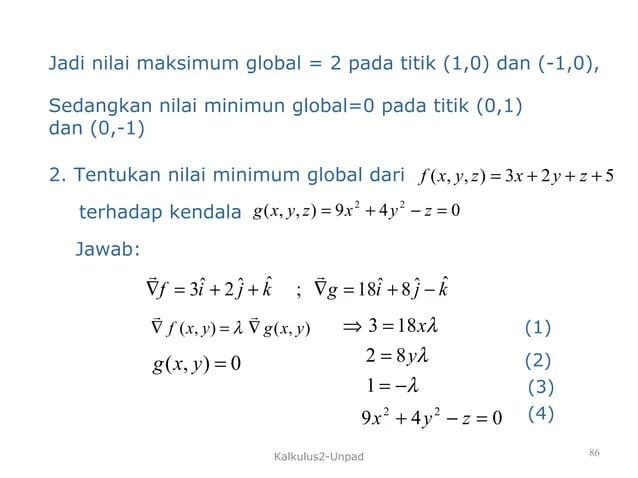 Jadi nilai maksimum global = 2 pada titik (1,0) dan (-1,0),
Sedangkan nilai minimun global=0 pada titik (0,1)
dan (0,-1)
2. Tentukan nilai minimum global dari f(x, y, z) = 3x + 2y + z + 5
terhadap kendala g(x, y, z) = 9x² + 4y² − z = 0
Jawab:
∇⃗f = 3î + 2ĵ + k̂ ; ∇⃗g = 18î + 8ĵ − k̂
∇⃗ f (x, y) = λ ∇⃗ g(x, y) ⇒ 3 = 18xλ (1)
g(x, y) = 0 2 = 8yλ (2)
1 = −λ (3)
9x² + 4y² − z = 0 (4)
Kalkulus2-Unpad 86